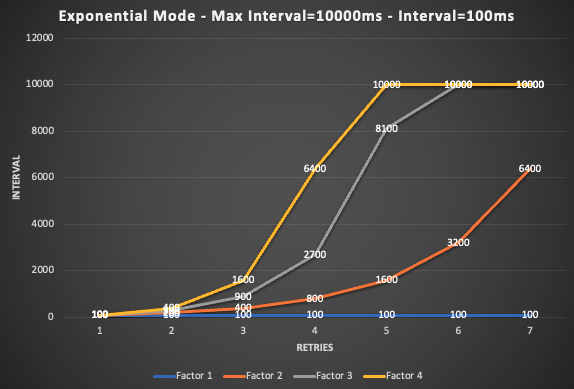 Exponential Mode - Max Interval=10000ms - Interval=100ms
12000
10000 10000 10000 10000
8000 8100
6000 6400 6400
INTERVAL
4000
3200
2700
2000 1600 1600
900 800
400 400
0 100 100 100 100 100 100 100
1 2 3 4 5 6 7
RETRIES
Factor 1 Factor 2 Factor 3 Factor 4